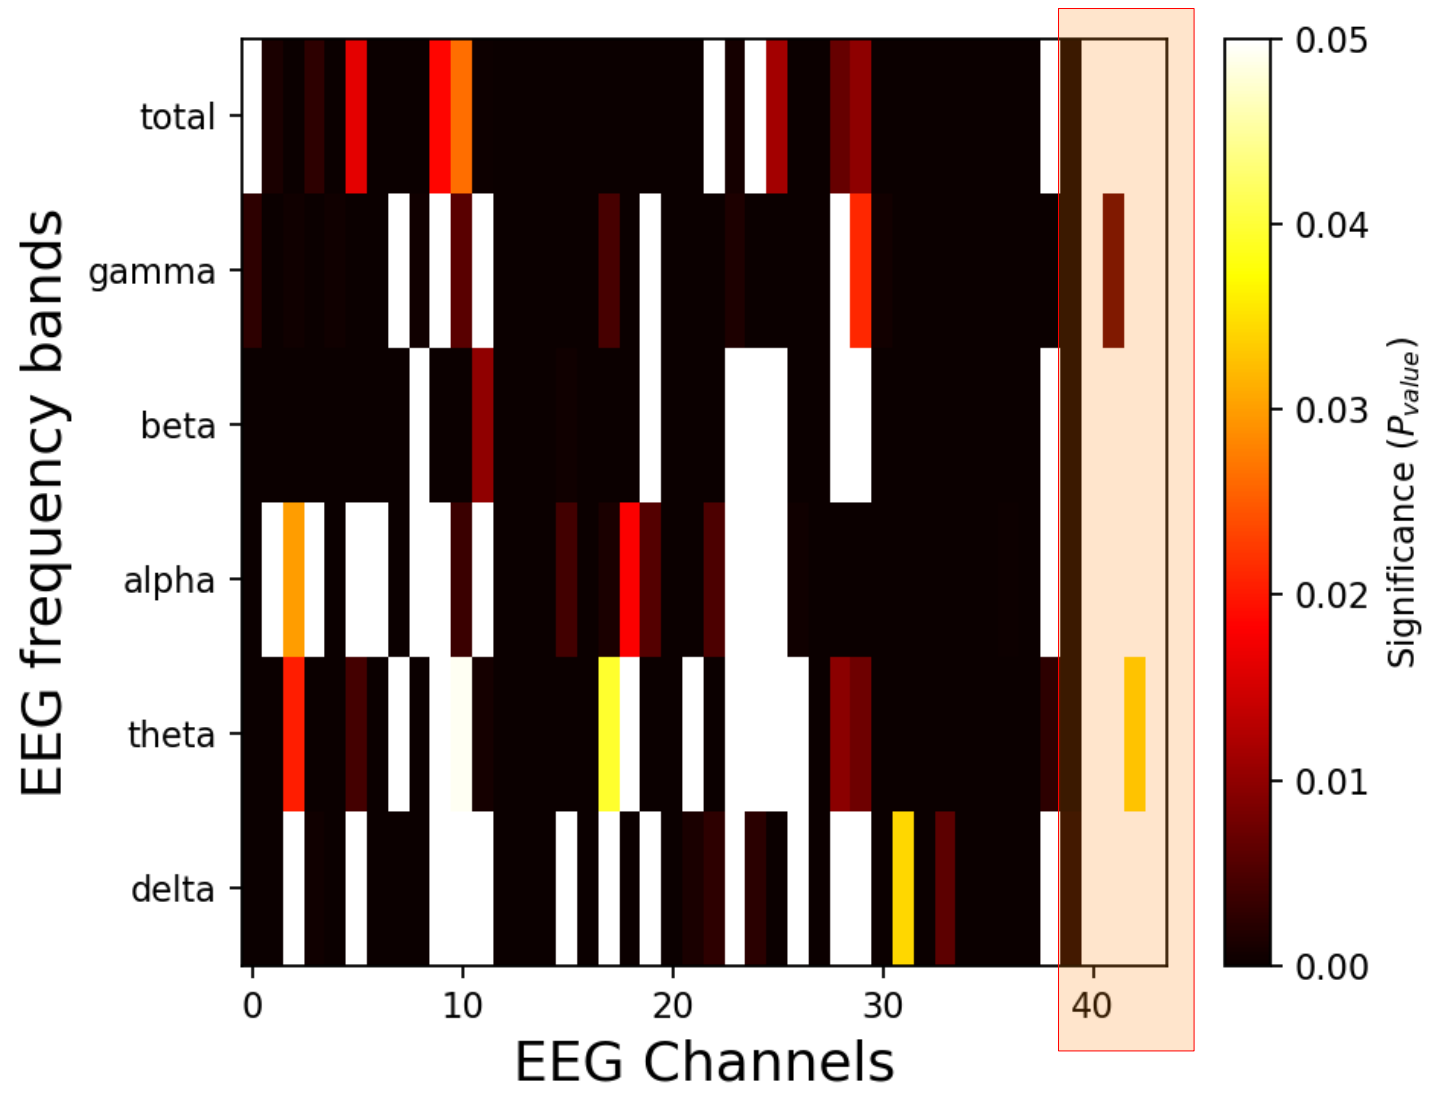 EEG frequency bands
total
gamma
beta
alpha
theta
delta
0 10 20 30 40
EEG Channels
0.05
0.04
0.03
0.02
0.01
0.00
Significance (P_value)